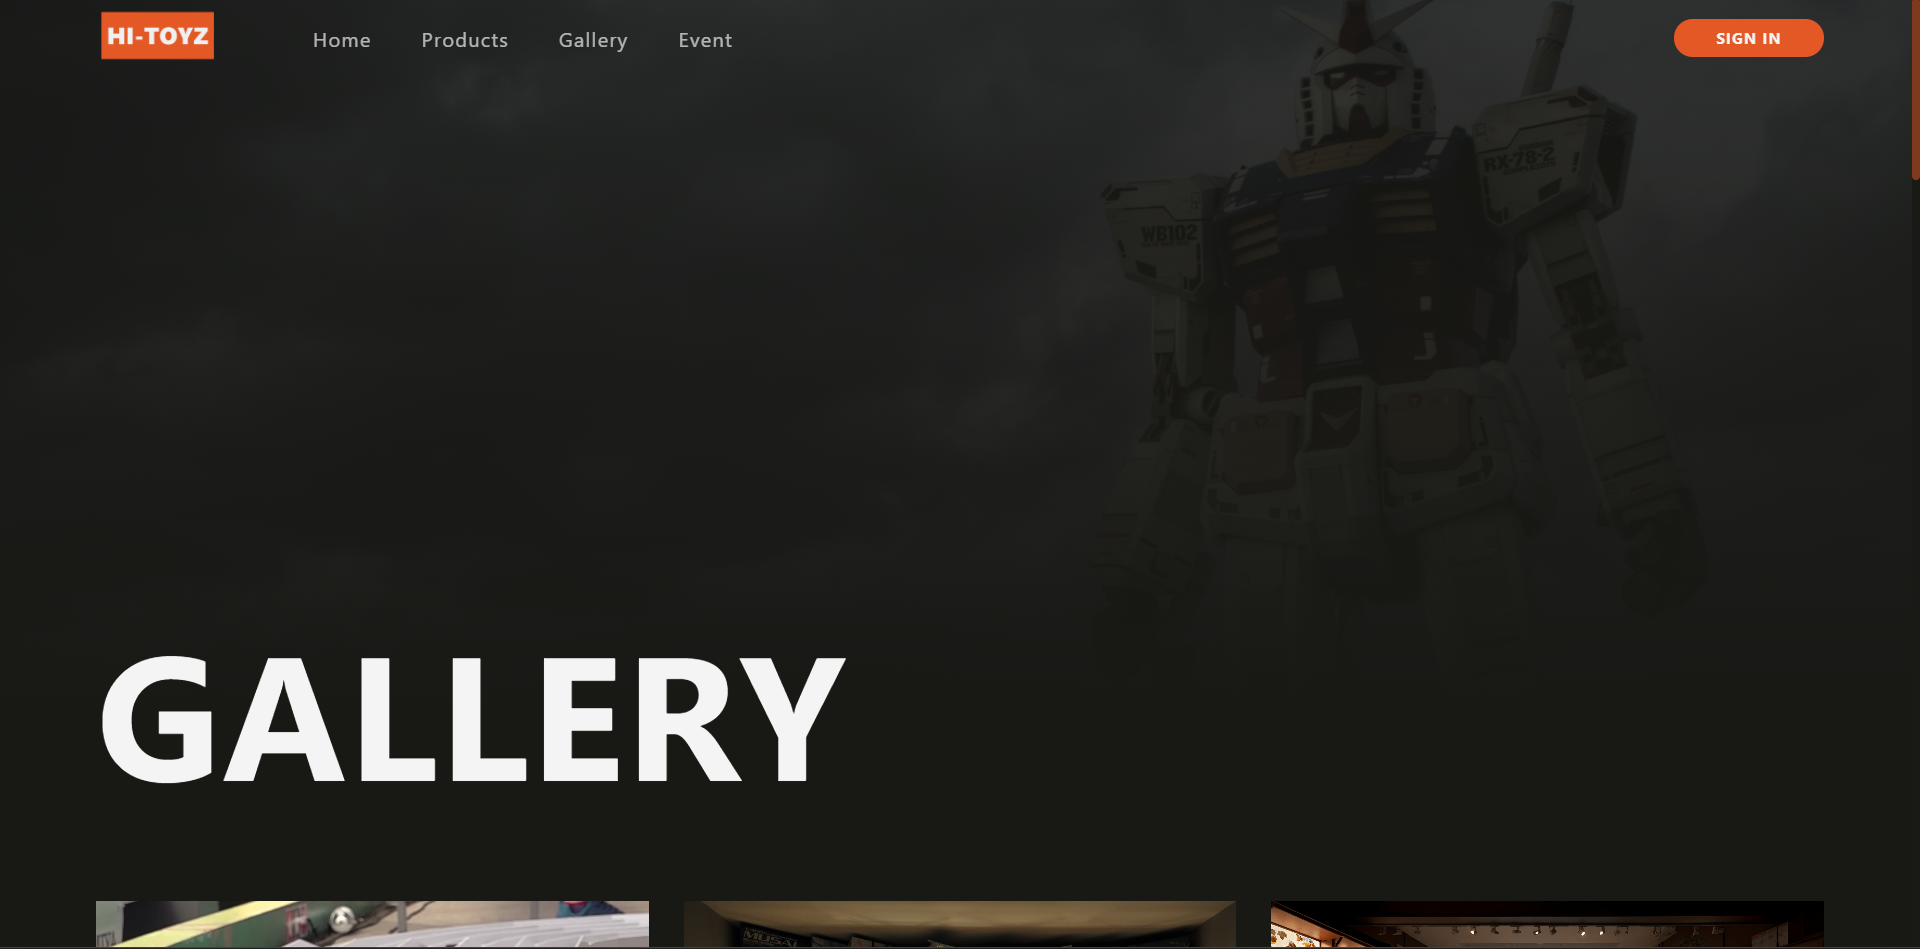 HI-TOYZ
Home
Products
Gallery
Event
SIGN IN
RX-78-2
WB102
GALLERY